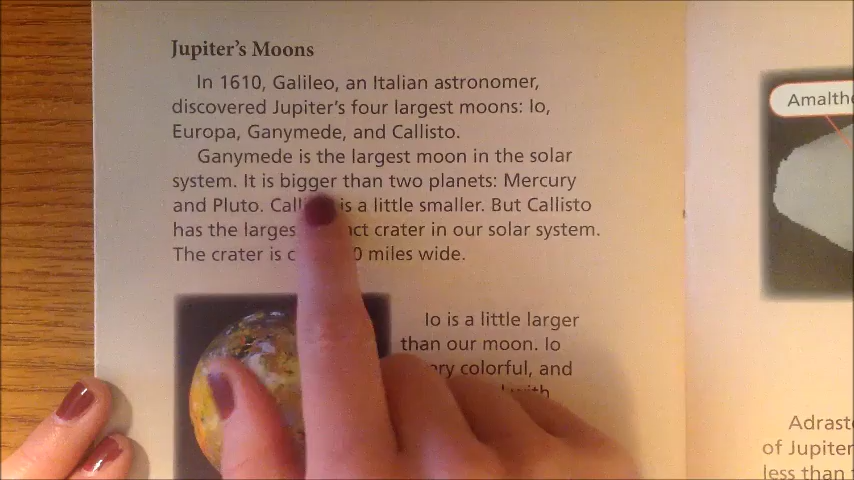 Jupiter's Moons
In 1610, Galileo, an Italian astronomer,
discovered Jupiter's four largest moons: Io,
Europa, Ganymede, and Callisto.
Ganymede is the largest moon in the solar
system. It is bigger than two planets: Mercury
and Pluto. is a little smaller. But Callisto
has the crater in our solar system.
The crater is miles wide.
Io is a little larger
than our moon. Io
colorful, and
with
of Jupiter
less than